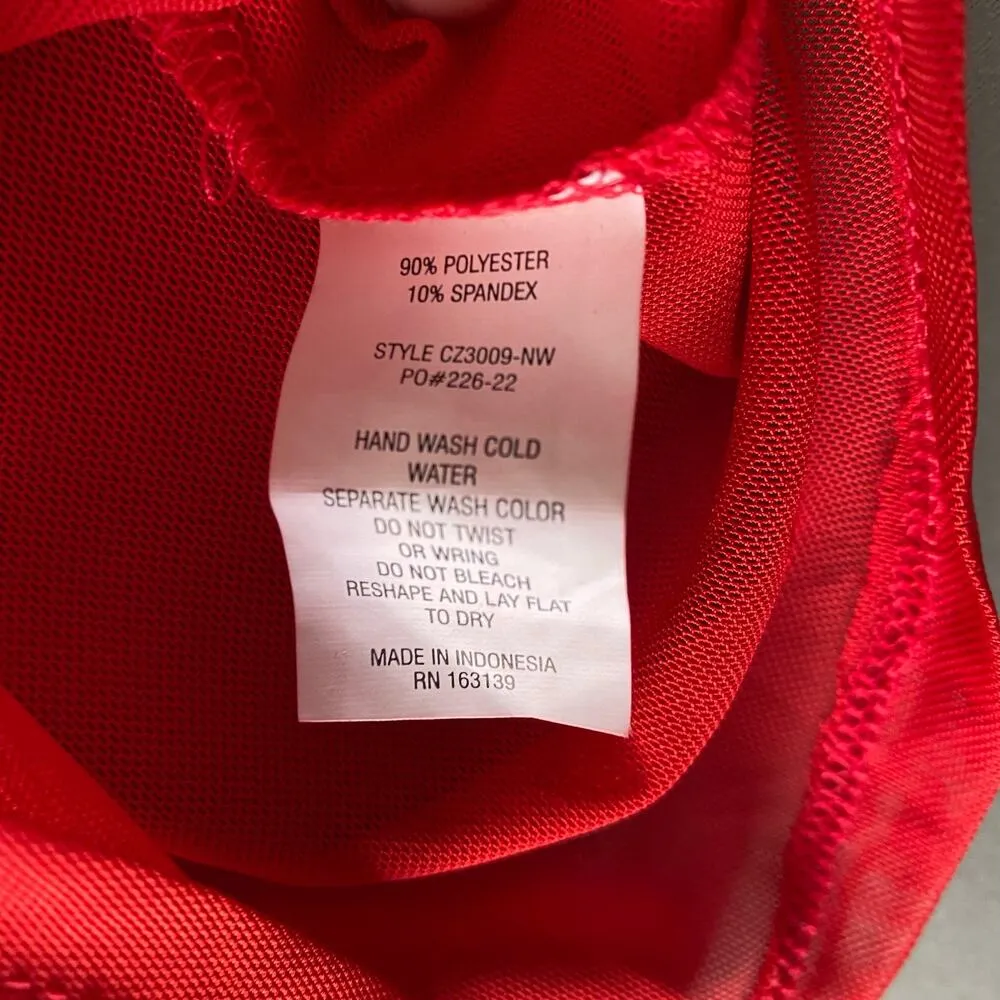 90% POLYESTER
10% SPANDEX
STYLE CZ3009-NW
PO#226-22
HAND WASH COLD
WATER
SEPARATE WASH COLOR
DO NOT TWIST
OR WRING
DO NOT BLEACH
RESHAPE AND LAY FLAT
TO DRY
MADE IN INDONESIA
RN 163139